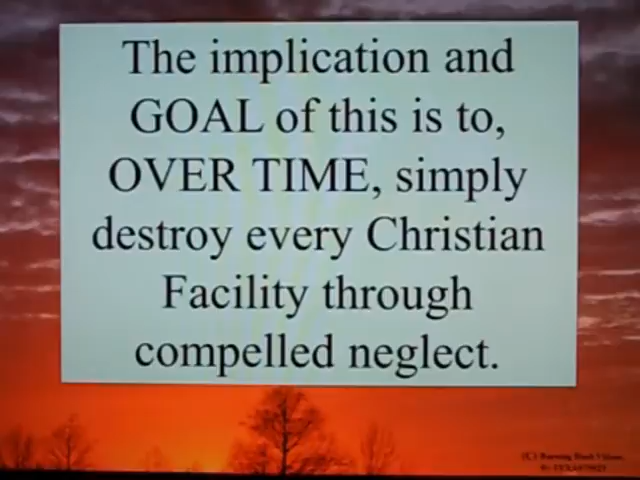 The implication and
GOAL of this is to,
OVER TIME, simply
destroy every Christian
Facility through
compelled neglect.